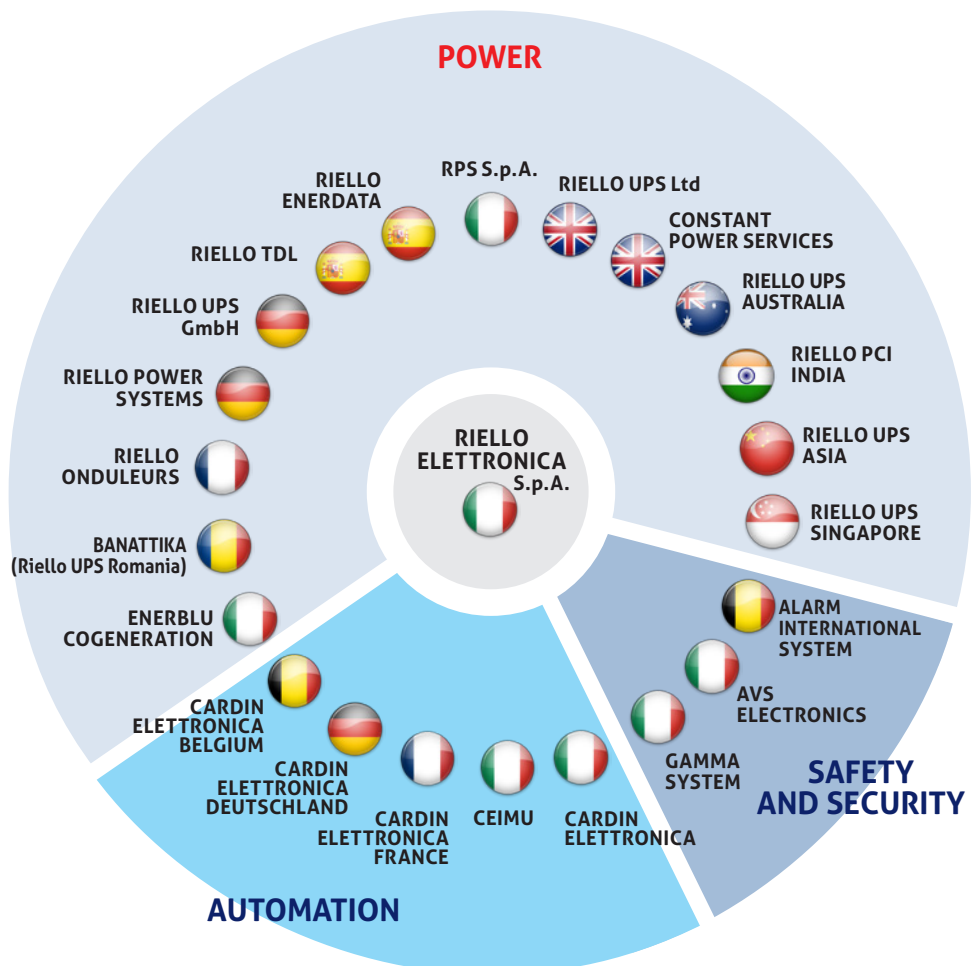 POWER
RPS S.p.A.
RIELLO UPS Ltd
CONSTANT
POWER SERVICES
RIELLO UPS
AUSTRALIA
RIELLO PCI
INDIA
RIELLO UPS
ASIA
RIELLO UPS
SINGAPORE
RIELLO
ENERDATA
RIELLO TDL
RIELLO UPS
GmbH
RIELLO POWER
SYSTEMS
RIELLO
ONDULEURS
BANATTIKA
(Riello UPS Romania)
ENERBLU
COGENERATION
RIELLO
ELETTRONICA
S.p.A.
ALARM
INTERNATIONAL
SYSTEM
AVS
ELECTRONICS
GAMMA
SYSTEM
SAFETY
AND SECURITY
CARDIN
ELETTRONICA
BELGIUM
CARDIN
ELETTRONICA
DEUTSCHLAND
CARDIN
ELETTRONICA
FRANCE
CEIMU
CARDIN
ELETTRONICA
AUTOMATION